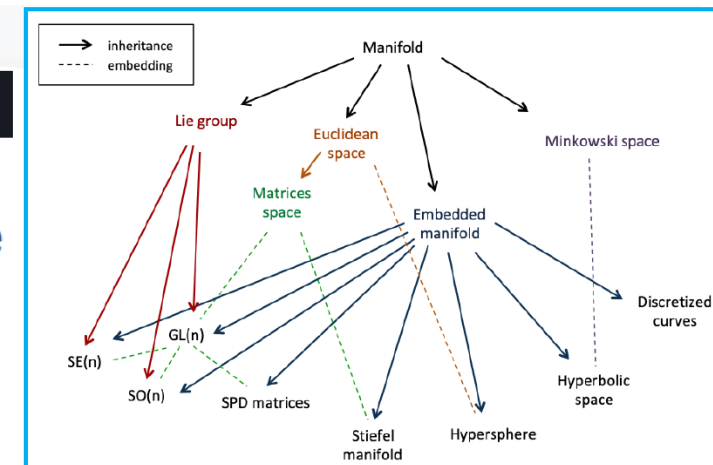 inheritance
embedding
Manifold
Lie group
Euclidean
space
Minkowski space
Matrices
space
Embedded
manifold
Discretized
curves
GL(n)
SE(n)
SO(n)
SPD matrices
Hyperbolic
space
Stiefel
manifold
Hypersphere